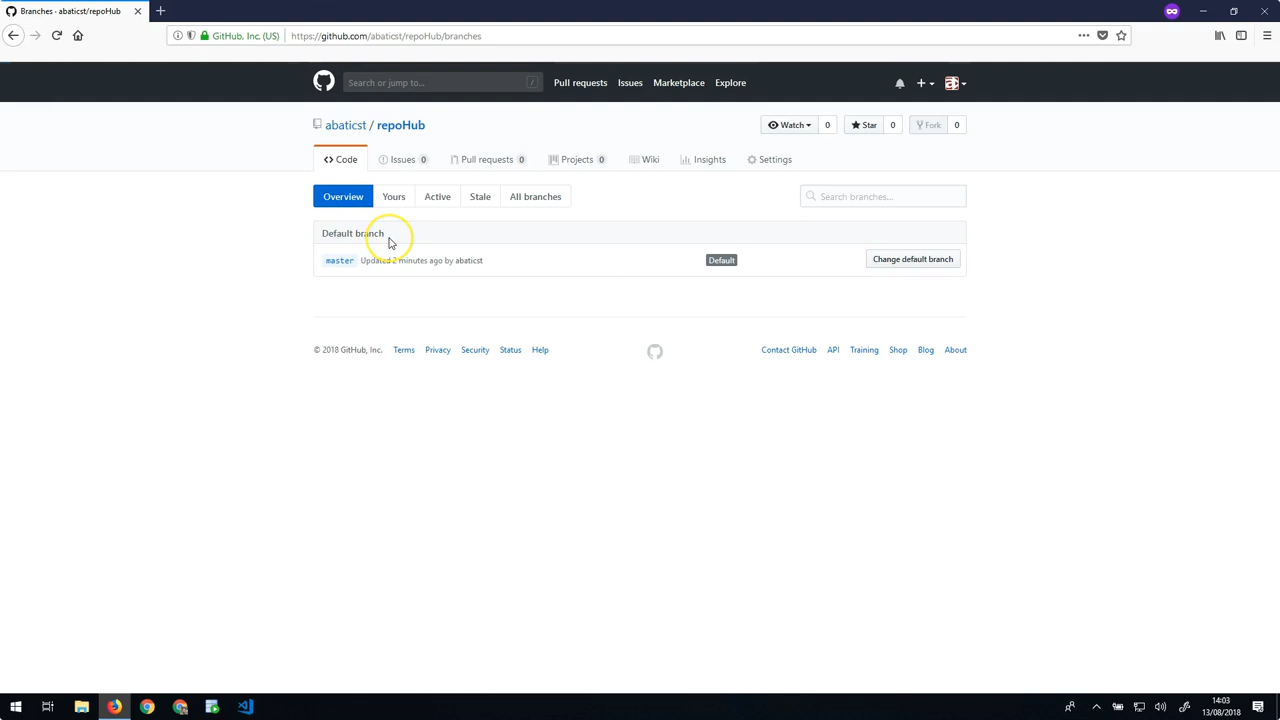 Branches · abaticst/repoHub
GitHub, Inc. (US) https://github.com/abaticst/repoHub/branches
Search or jump to... / Pull requests Issues Marketplace Explore
abaticst / repoHub Watch 0 Star 0 Fork 0
Code Issues 0 Pull requests 0 Projects 0 Wiki Insights Settings
Overview Yours Active Stale All branches Search branches...
Default branch
master Updated 2 minutes ago by abaticst Default Change default branch
© 2018 GitHub, Inc. Terms Privacy Security Status Help Contact GitHub API Training Shop Blog About
14:03
13/08/2018